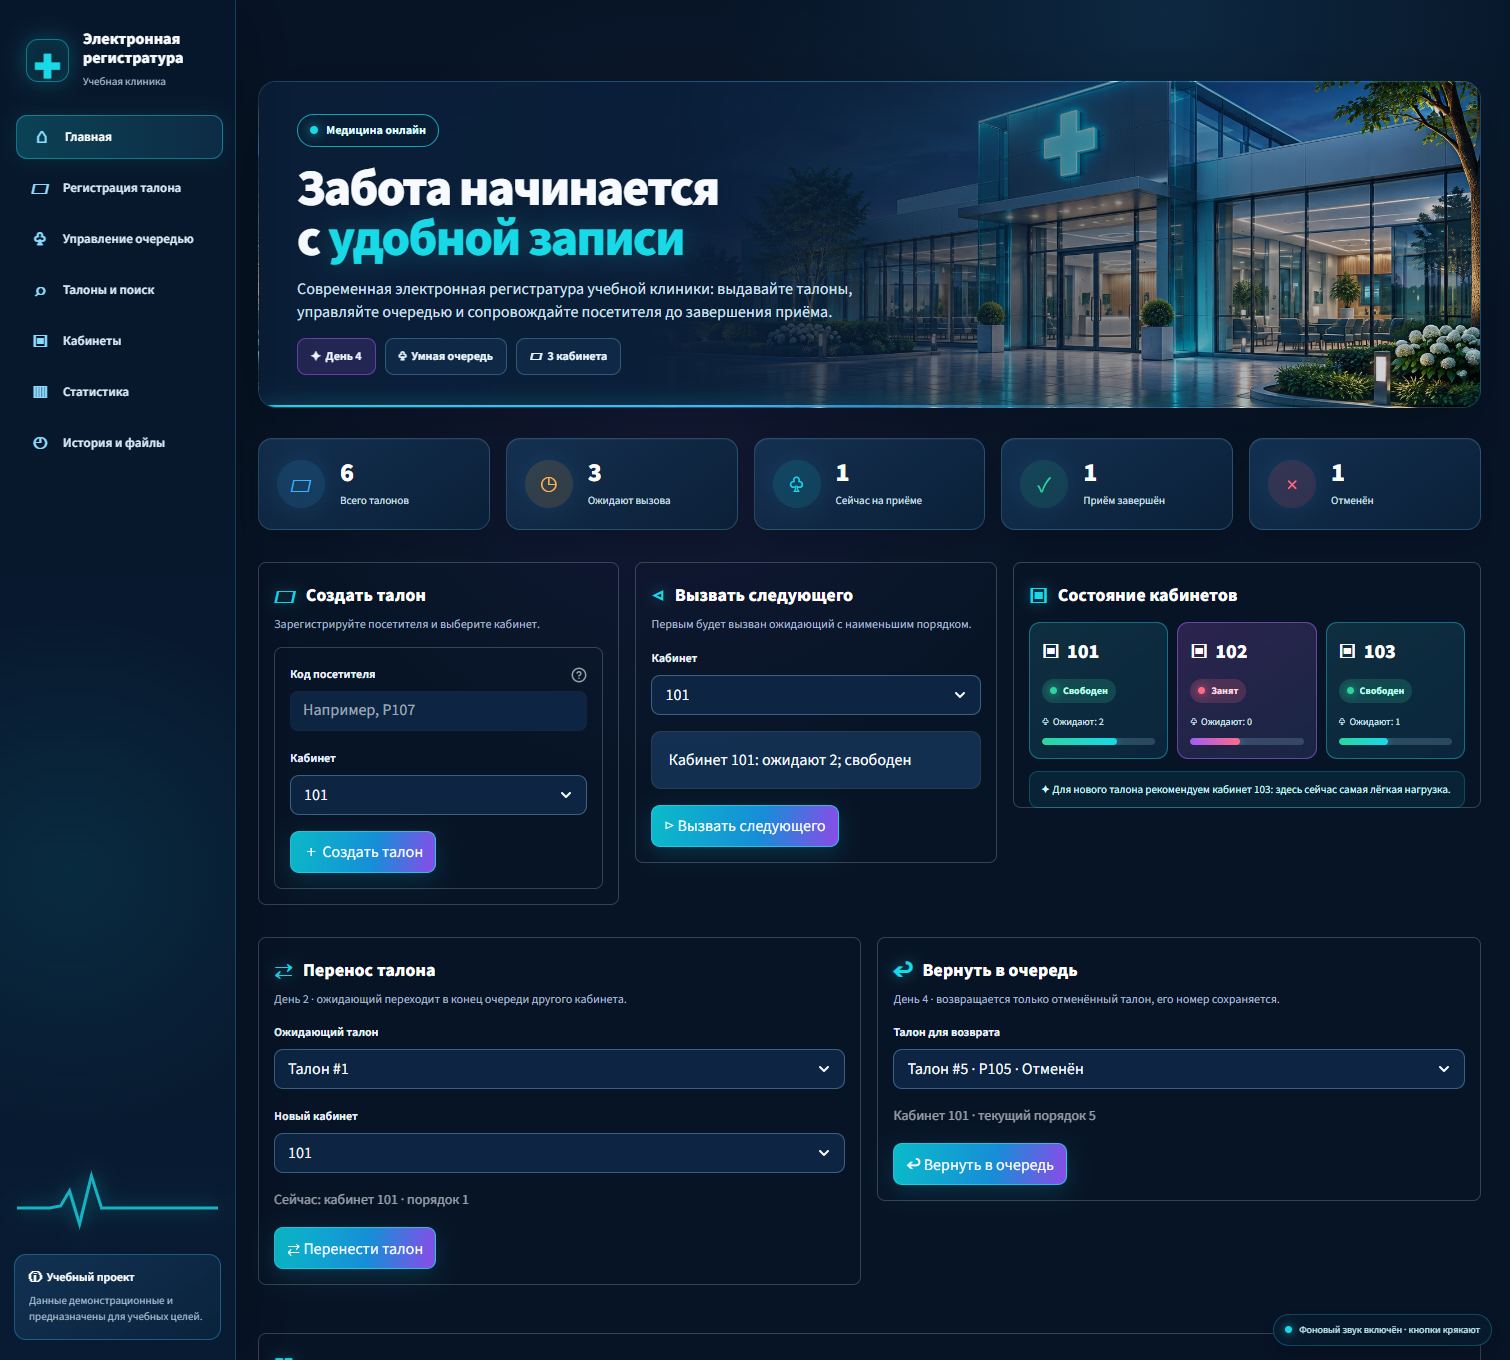 Электронная
регистратура
Учебная клиника
Главная
Регистрация талона
Управление очередью
Талоны и поиск
Кабинеты
Статистика
История и файлы
Учебный проект
Данные демонстрационные и
предназначены для учебных целей.
Медицина онлайн
Забота начинается
с удобной записи
Современная электронная регистратура учебной клиники: выдавайте талоны,
управляйте очередью и сопровождайте посетителя до завершения приёма.
День 4
Умная очередь
3 кабинета
6
Всего талонов
3
Ожидают вызова
1
Сейчас на приёме
1
Приём завершён
1
Отменён
Создать талон
Зарегистрируйте посетителя и выберите кабинет.
Код посетителя
Например, P107
Кабинет
101
+ Создать талон
Вызвать следующего
Первым будет вызван ожидающий с наименьшим порядком.
Кабинет
101
Кабинет 101: ожидают 2; свободен
Вызвать следующего
Состояние кабинетов
101
Свободен
Ожидают: 2
102
Занят
Ожидают: 0
103
Свободен
Ожидают: 1
Для нового талона рекомендуем кабинет 103: здесь сейчас самая лёгкая нагрузка.
Перенос талона
День 2 · ожидающий переходит в конец очереди другого кабинета.
Ожидающий талон
Талон #1
Новый кабинет
101
Сейчас: кабинет 101 · порядок 1
Перенести талон
Вернуть в очередь
День 4 · возвращается только отменённый талон, его номер сохраняется.
Талон для возврата
Талон #5 · P105 · Отменён
Кабинет 101 · текущий порядок 5
Вернуть в очередь
Фоновый звук включён · кнопки крякают